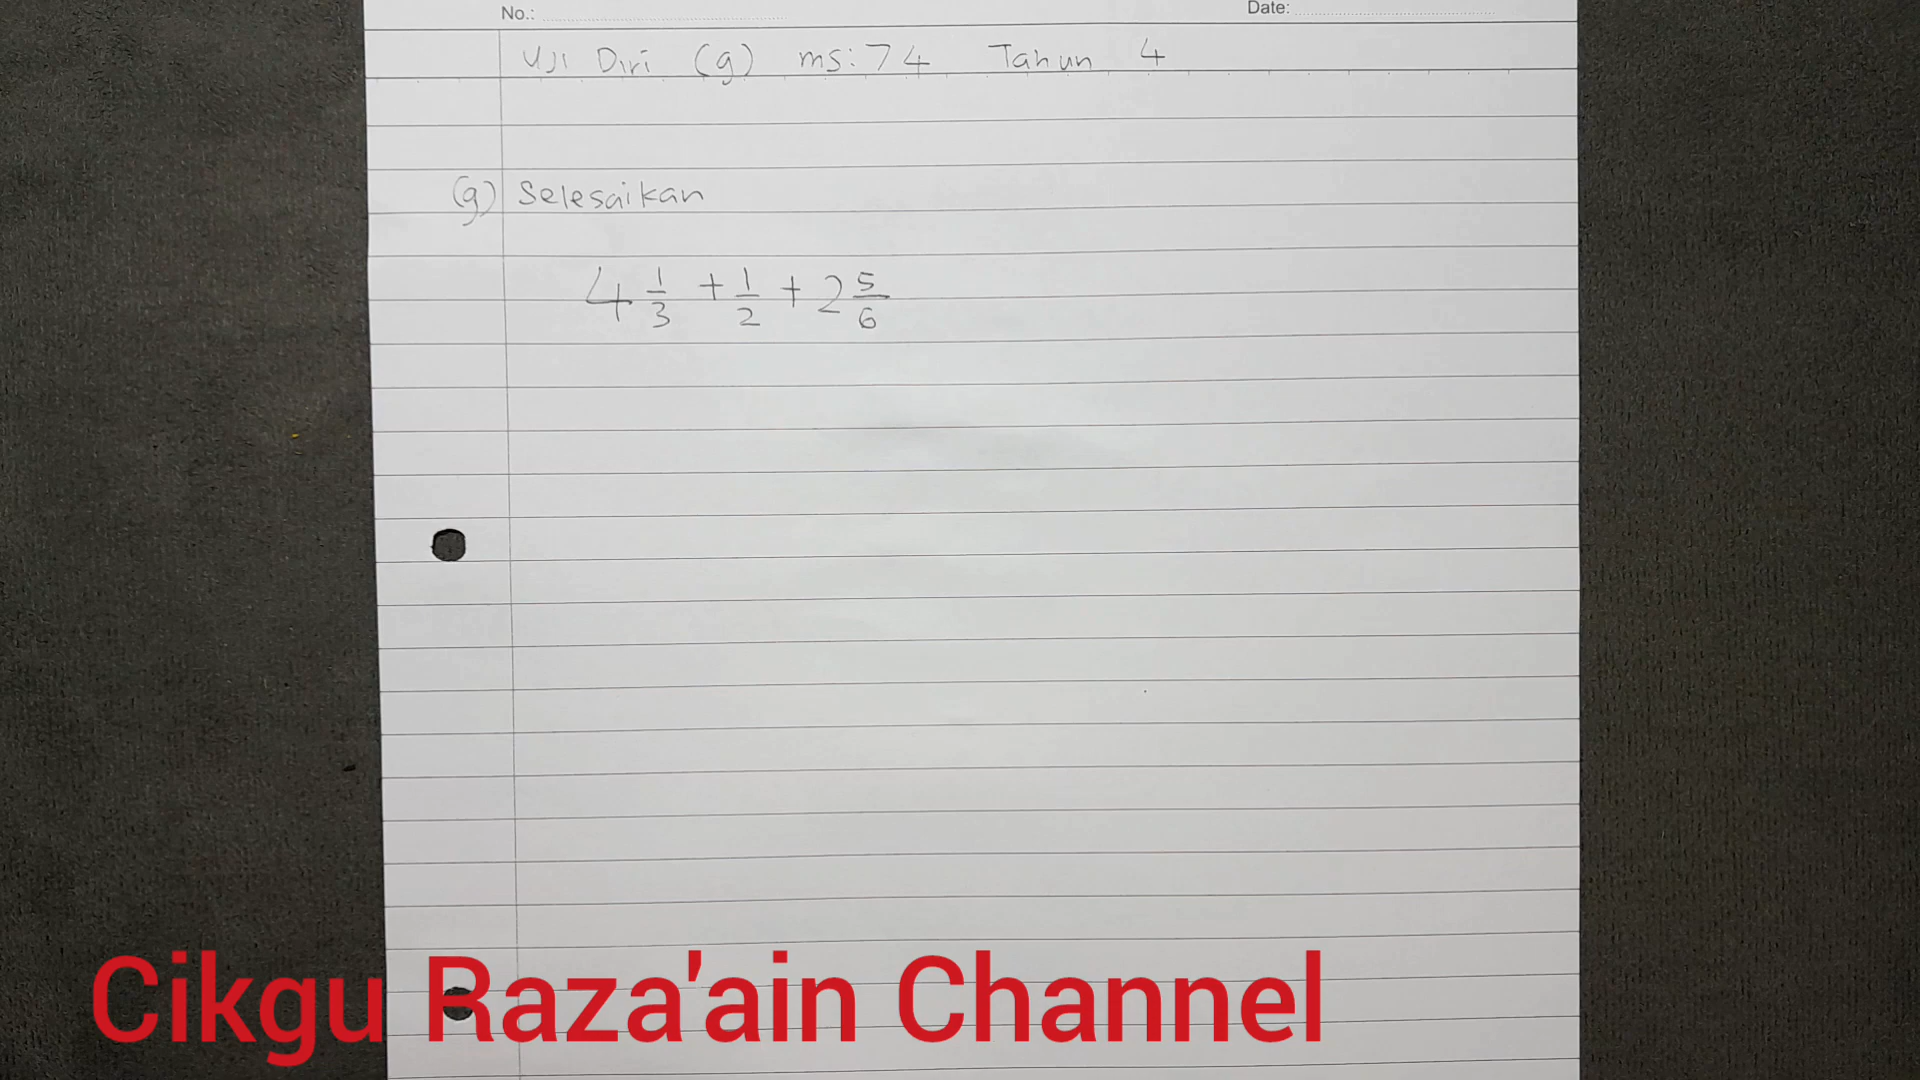 No.: Date:
Uji Diri (g) ms: 74 Tahun 4
(g) Selesaikan
4 1/3 + 1/2 + 2 5/6
Cikgu Raza'ain Channel